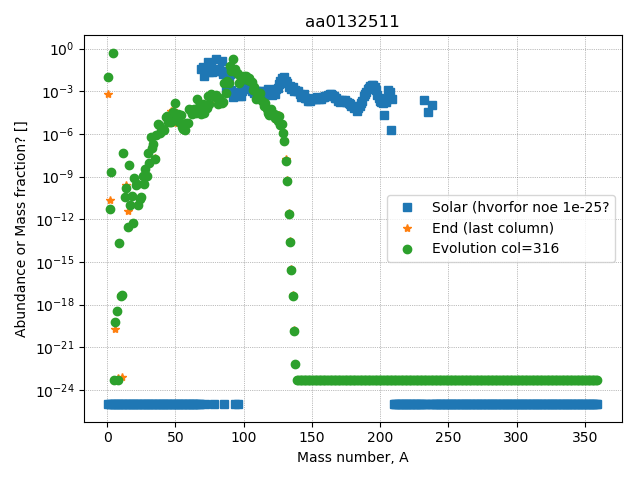 aa0132511
Abundance or Mass fraction? []
10⁰
10⁻³
10⁻⁶
10⁻⁹
10⁻¹²
10⁻¹⁵
10⁻¹⁸
10⁻²¹
10⁻²⁴
Solar (hvorfor noe 1e-25?
End (last column)
Evolution col=316
0 50 100 150 200 250 300 350
Mass number, A